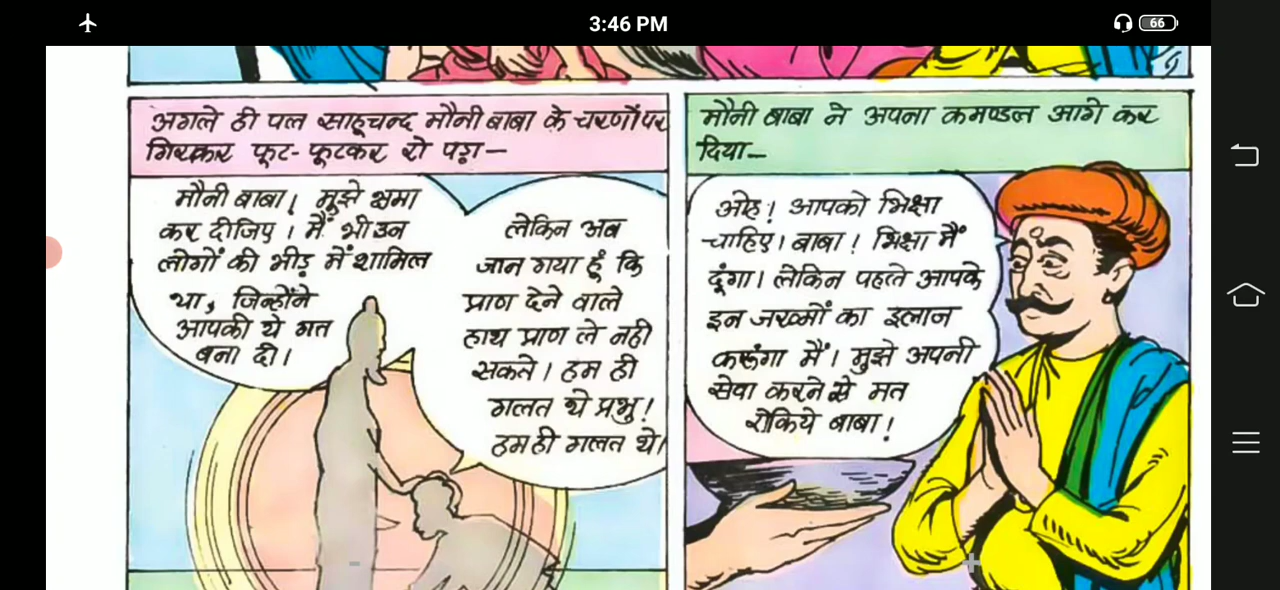 3:46 PM
66
अगले ही पल साहूचन्द मौनी बाबा के चरणों पर
गिरकर फूट-फूटकर रो पड़ा—
मौनी बाबा! मुझे क्षमा
कर दीजिए। मैं भी उन
लोगों की भीड़ में शामिल
था, जिन्होंने
आपकी ये गत
बना दी।
लेकिन अब
जान गया हूं कि
प्राण देने वाले
हाथ प्राण ले नही
सकते। हम ही
गलत थे प्रभु!
हम ही गलत थे।
मौनी बाबा ने अपना कमण्डल आगे कर
दिया—
ओह! आपको भिक्षा
चाहिए। बाबा! भिक्षा मैं
दूंगा। लेकिन पहले आपके
इन जख्मों का इलाज
करूंगा मैं। मुझे अपनी
सेवा करने से मत
रोकिये बाबा!